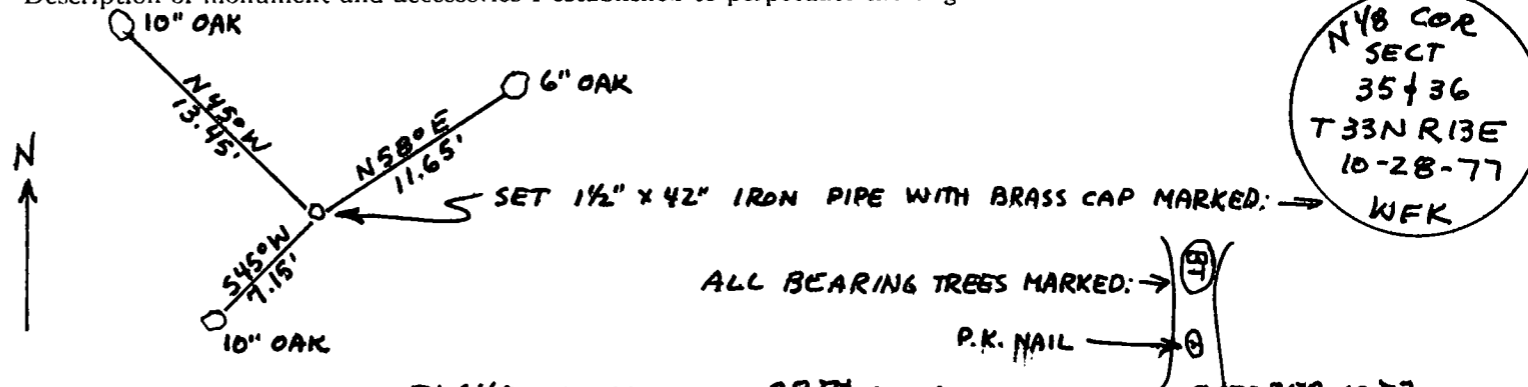 Description of monument and accessories I established to perpetuate the
10" OAK
N45°W
13.45'
6" OAK
N58°E
11.65'
N
SET 1½" X 42" IRON PIPE WITH BRASS CAP MARKED:
N 1/8 COR
SECT
35 & 36
T 33N R 13E
10-28-77
WFK
S45°W
7.15'
10" OAK
ALL BEARING TREES MARKED:
BT
P.K. NAIL